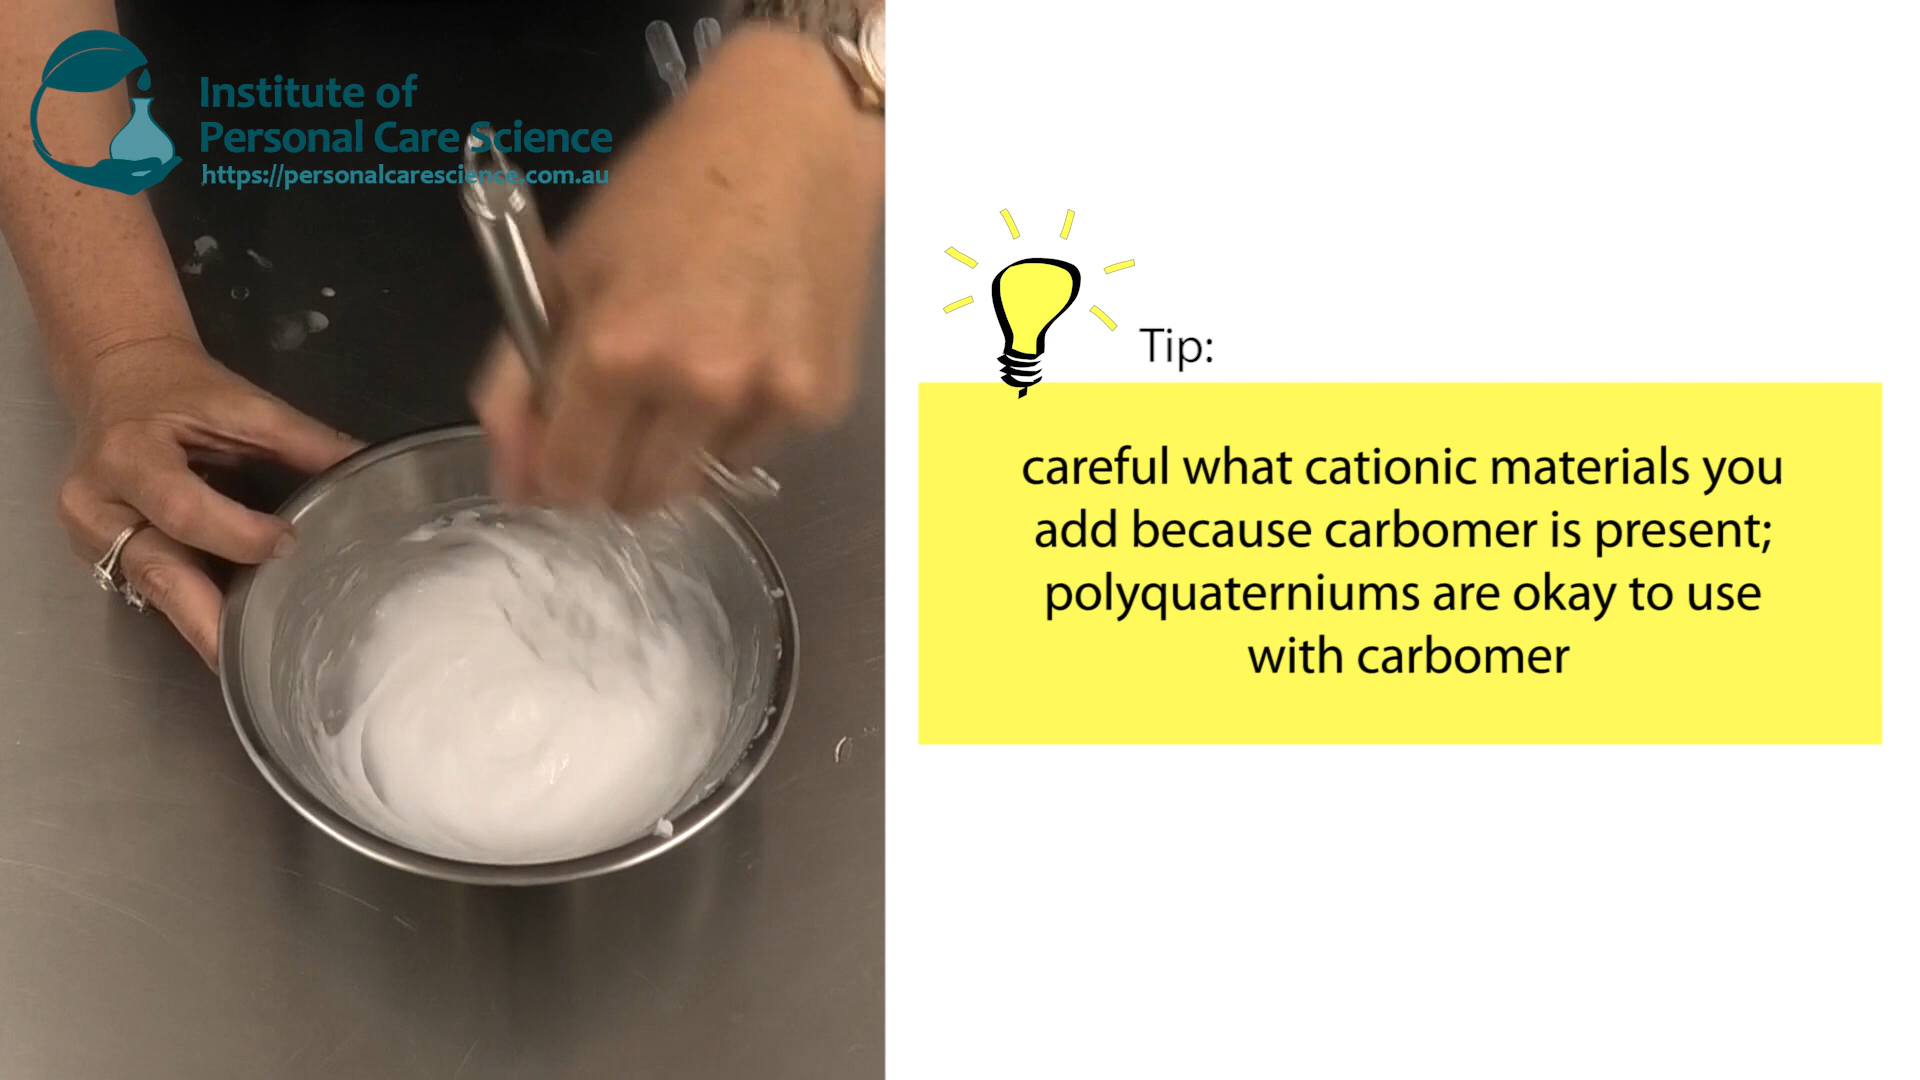 Institute of
Personal Care Science
https://personalcarescience.com.au
Tip:
careful what cationic materials you
add because carbomer is present;
polyquaterniums are okay to use
with carbomer